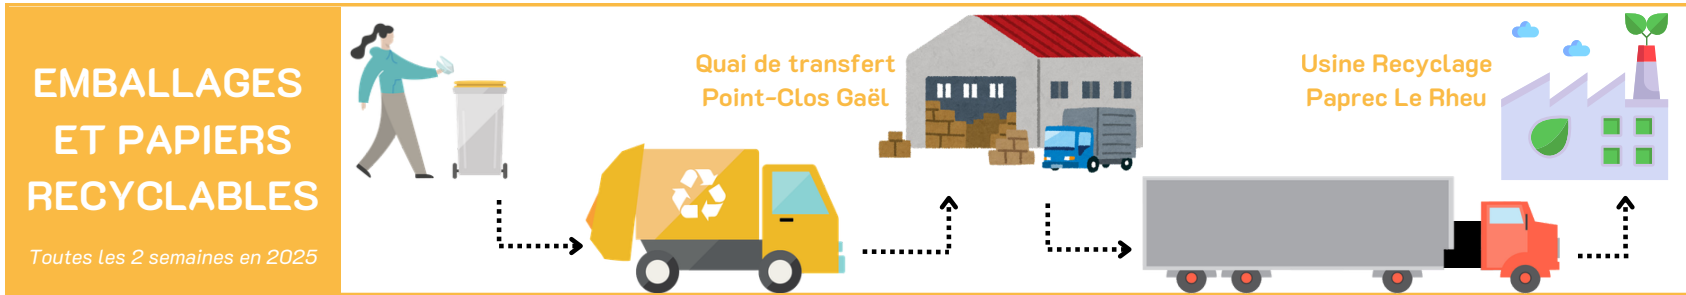 EMBALLAGES
ET PAPIERS
RECYCLABLES
Toutes les 2 semaines en 2025
Quai de transfert
Point-Clos Gaël
Usine Recyclage
Paprec Le Rheu